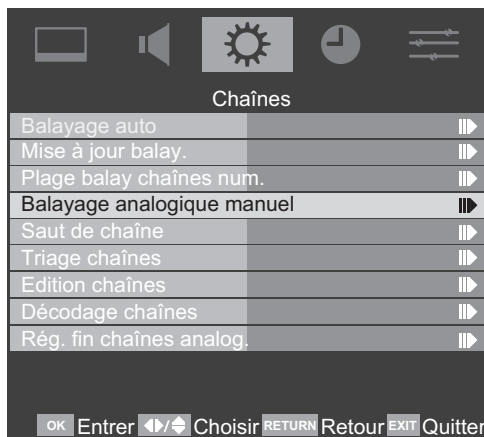 Chaînes
Balayage auto
Mise à jour balay.
Plage balay chaînes num.
Balayage analogique manuel
Saut de chaîne
Triage chaînes
Edition chaînes
Décodage chaînes
Rég. fin chaînes analog.
OK Entrer / Choisir RETURN Retour EXIT Quitter